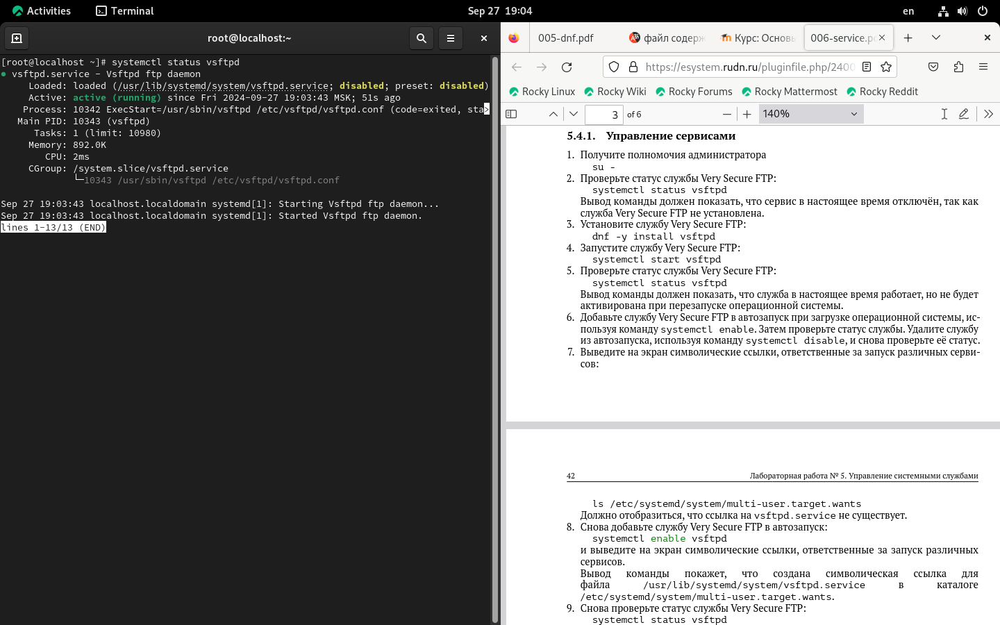 Activities
Terminal
Sep 27 19:04
en
root@localhost:~
[root@localhost ~]# systemctl status vsftpd
● vsftpd.service - Vsftpd ftp daemon
Loaded: loaded (/usr/lib/systemd/system/vsftpd.service; disabled; preset: disabled)
Active: active (running) since Fri 2024-09-27 19:03:43 MSK; 51s ago
Process: 10342 ExecStart=/usr/sbin/vsftpd /etc/vsftpd/vsftpd.conf (code=exited, sta>
Main PID: 10343 (vsftpd)
Tasks: 1 (limit: 10980)
Memory: 892.0K
CPU: 2ms
CGroup: /system.slice/vsftpd.service
└─10343 /usr/sbin/vsftpd /etc/vsftpd/vsftpd.conf
Sep 27 19:03:43 localhost.localdomain systemd[1]: Starting Vsftpd ftp daemon...
Sep 27 19:03:43 localhost.localdomain systemd[1]: Started Vsftpd ftp daemon.
lines 1-13/13 (END)
005-dnf.pdf
файл содерж
Курс: Основы
006-service.pd
https://esystem.rudn.ru/pluginfile.php/2400
Rocky Linux
Rocky Wiki
Rocky Forums
Rocky Mattermost
Rocky Reddit
3 of 6
140%
5.4.1. Управление сервисами
1. Получите полномочия администратора
su -
2. Проверьте статус службы Very Secure FTP:
systemctl status vsftpd
Вывод команды должен показать, что сервис в настоящее время отключён, так как
служба Very Secure FTP не установлена.
3. Установите службу Very Secure FTP:
dnf -y install vsftpd
4. Запустите службу Very Secure FTP:
systemctl start vsftpd
5. Проверьте статус службы Very Secure FTP:
systemctl status vsftpd
Вывод команды должен показать, что служба в настоящее время работает, но не будет
активирована при перезапуске операционной системы.
6. Добавьте службу Very Secure FTP в автозапуск при загрузке операционной системы, ис-
пользуя команду systemctl enable. Затем проверьте статус службы. Удалите службу
из автозапуска, используя команду systemctl disable, и снова проверьте её статус.
7. Выведите на экран символические ссылки, ответственные за запуск различных серви-
сов:
42 Лабораторная работа № 5. Управление системными службами
ls /etc/systemd/system/multi-user.target.wants
Должно отобразиться, что ссылка на vsftpd.service не существует.
8. Снова добавьте службу Very Secure FTP в автозапуск:
systemctl enable vsftpd
и выведите на экран символические ссылки, ответственные за запуск различных
сервисов.
Вывод команды покажет, что создана символическая ссылка для
файла /usr/lib/systemd/system/vsftpd.service в каталоге
/etc/systemd/system/multi-user.target.wants.
9. Снова проверьте статус службы Very Secure FTP:
systemctl status vsftpd